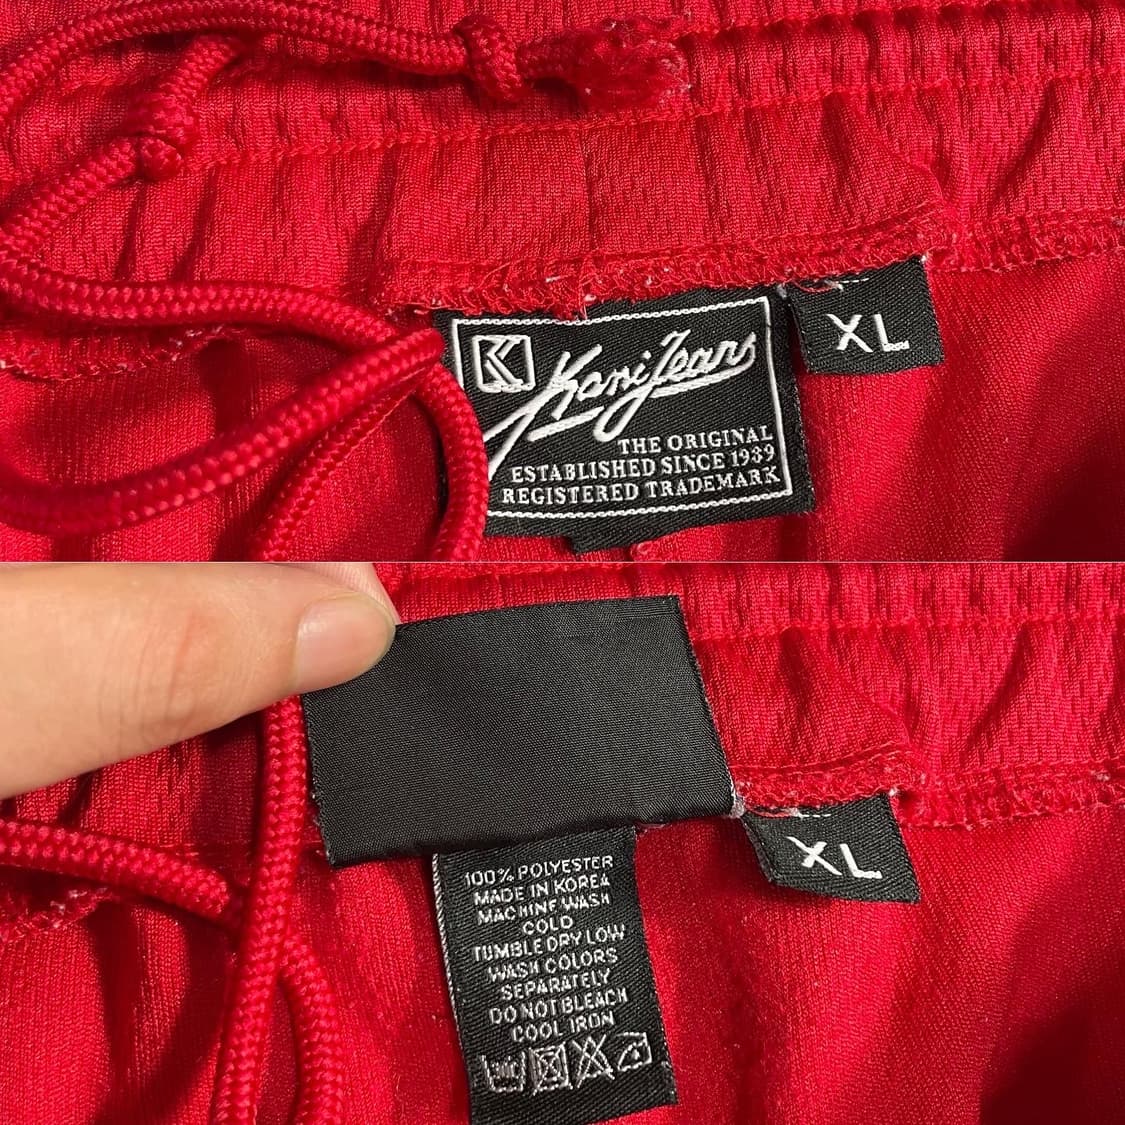 K
Kani Jeans
THE ORIGINAL
ESTABLISHED SINCE 1989
REGISTERED TRADEMARK
XL
100% POLYESTER
MADE IN KOREA
MACHINE WASH
COLD
TUMBLE DRY LOW
WASH COLORS
SEPARATELY
DO NOT BLEACH
COOL IRON
XL